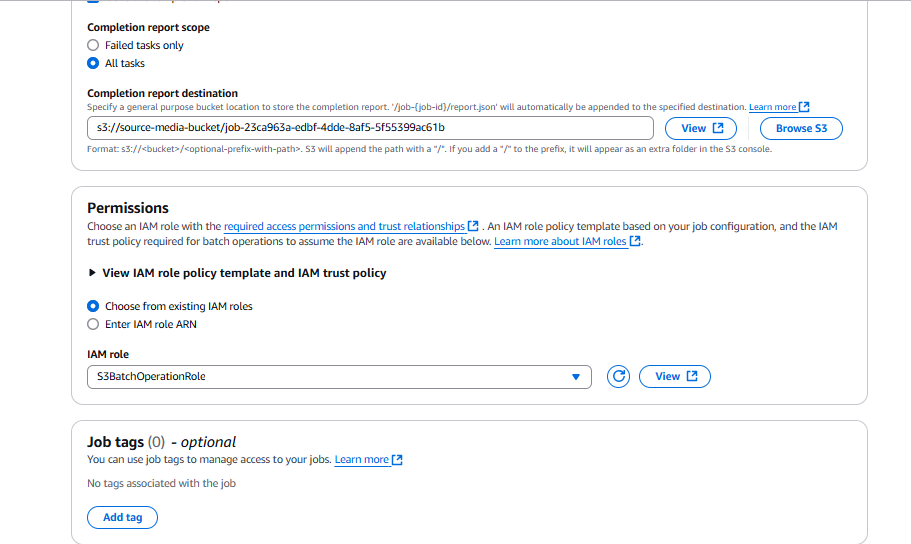 Completion report scope
Failed tasks only
All tasks
Completion report destination
Specify a general purpose bucket location to store the completion report. '/job-{job-id}/report.json' will automatically be appended to the specified destination. Learn more
s3://source-media-bucket/job-23ca963a-edbf-4dde-8af5-5f55399ac61b
View
Browse S3
Format: s3://<bucket>/<optional-prefix-with-path>. S3 will append the path with a "/". If you add a "/" to the prefix, it will appear as an extra folder in the S3 console.
Permissions
Choose an IAM role with the required access permissions and trust relationships . An IAM role policy template based on your job configuration, and the IAM
trust policy required for batch operations to assume the IAM role are available below. Learn more about IAM roles .
View IAM role policy template and IAM trust policy
Choose from existing IAM roles
Enter IAM role ARN
IAM role
S3BatchOperationRole
View
Job tags (0) - optional
You can use job tags to manage access to your jobs. Learn more
No tags associated with the job
Add tag